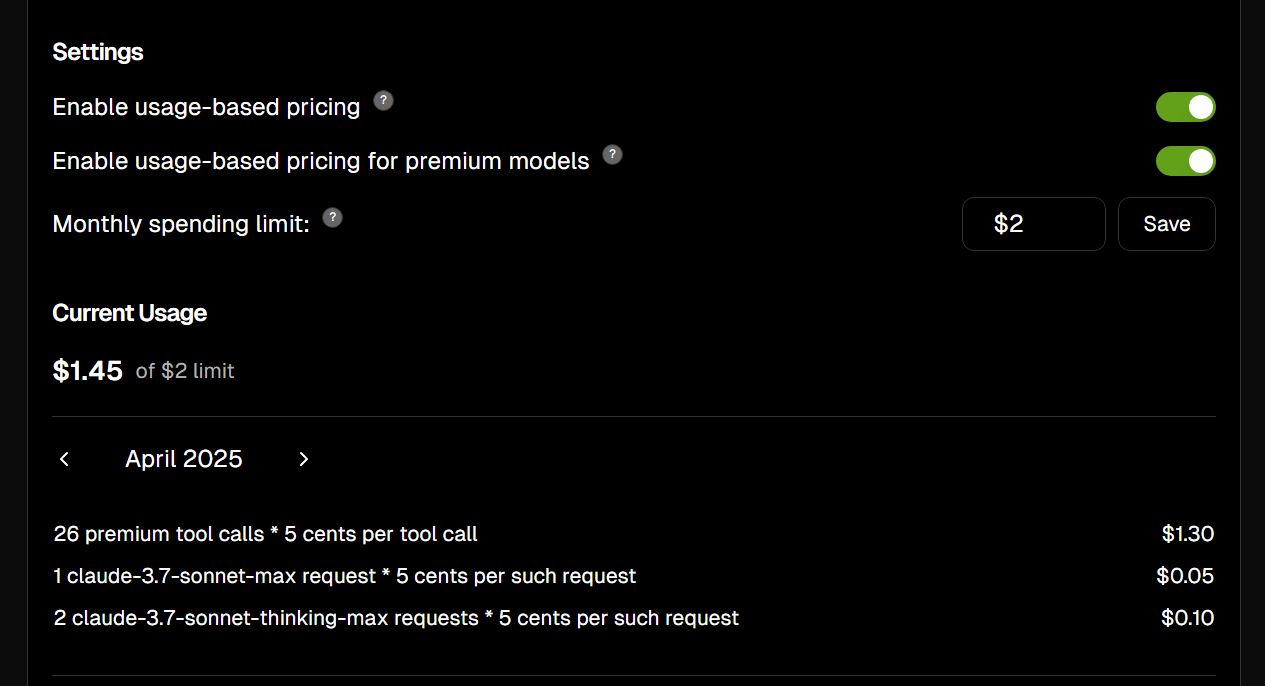 Settings
Enable usage-based pricing ?
Enable usage-based pricing for premium models ?
Monthly spending limit: ? $2 Save
Current Usage
$1.45 of $2 limit
April 2025
26 premium tool calls * 5 cents per tool call $1.30
1 claude-3.7-sonnet-max request * 5 cents per such request $0.05
2 claude-3.7-sonnet-thinking-max requests * 5 cents per such request $0.10